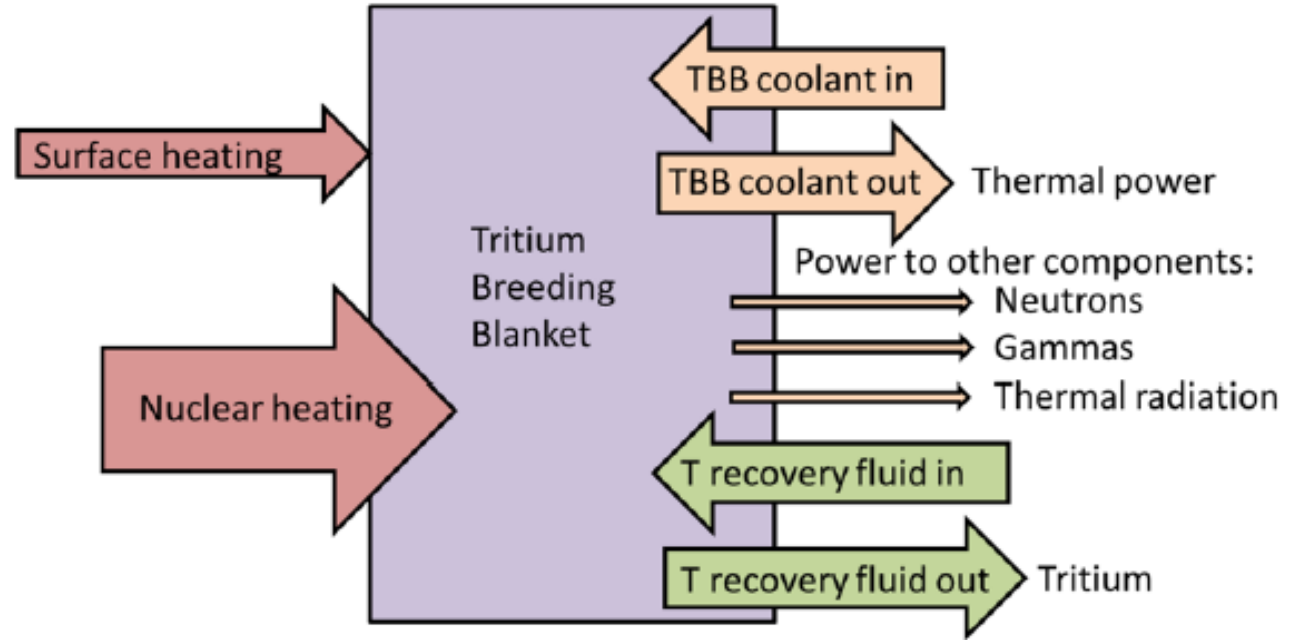 TBB coolant in
Surface heating
TBB coolant out
Thermal power
Tritium
Breeding
Blanket
Power to other components:
Neutrons
Gammas
Thermal radiation
Nuclear heating
T recovery fluid in
T recovery fluid out
Tritium